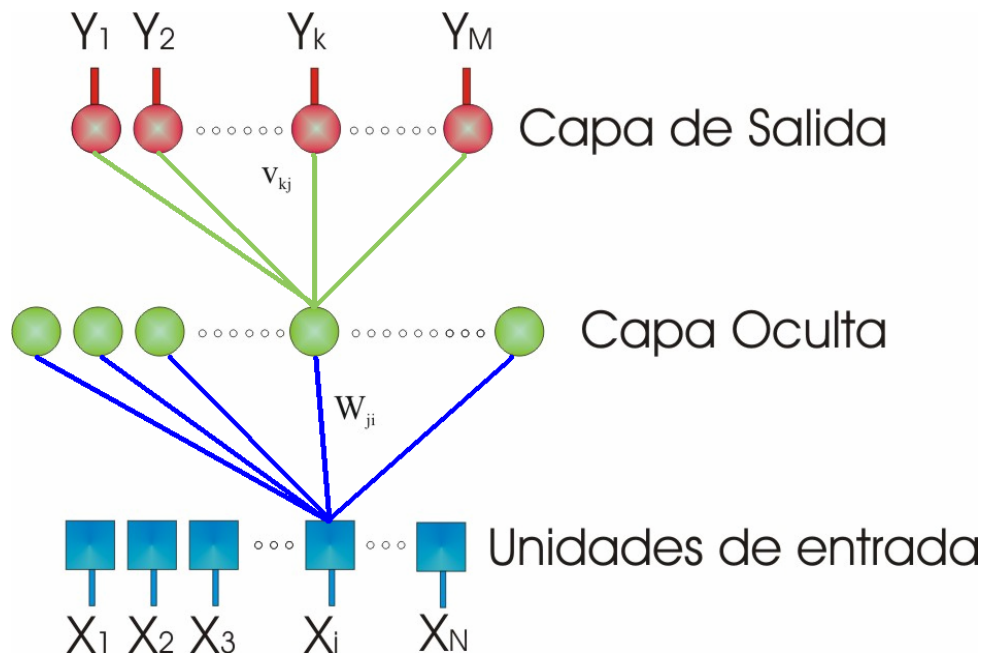 Y1 Y2 Yk YM
Capa de Salida
vkj
Capa Oculta
Wji
Unidades de entrada
X1 X2 X3 Xi XN